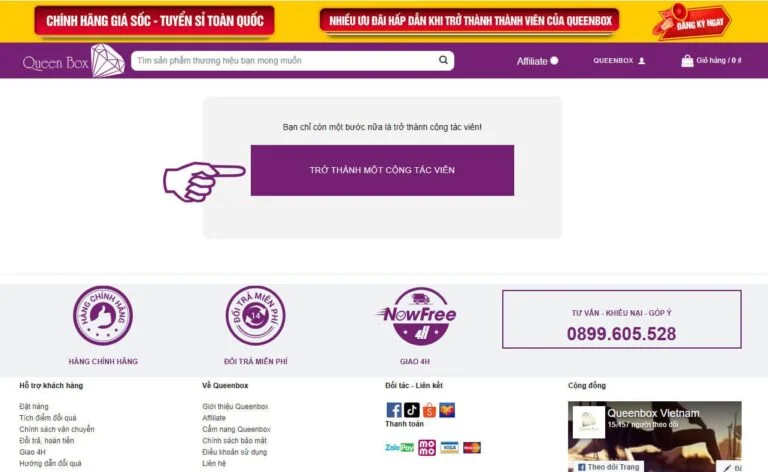 CHÍNH HÃNG GIÁ SỐC - TUYỂN SỈ TOÀN QUỐC
NHIỀU ƯU ĐÃI HẤP DẪN KHI TRỞ THÀNH THÀNH VIÊN CỦA QUEENBOX
ĐĂNG KÝ NGAY
Queen Box
Tìm sản phẩm thương hiệu bạn mong muốn
Affiliate
QUEENBOX
Giỏ hàng / 0 ₫
Bạn chỉ còn một bước nữa là trở thành cộng tác viên!
TRỞ THÀNH MỘT CỘNG TÁC VIÊN
HÀNG CHÍNH HÃNG
ĐỔI TRẢ MIỄN PHÍ
14
NowFree
4H
TƯ VẤN - KHIẾU NẠI - GÓP Ý
0899.605.528
HÀNG CHÍNH HÃNG
ĐỔI TRẢ MIỄN PHÍ
GIAO 4H
Hỗ trợ khách hàng
Đặt hàng
Tích điểm đổi quà
Chính sách vận chuyển
Đổi trả, hoàn tiền
Giao 4H
Hướng dẫn đổi quà
Về Queenbox
Giới thiệu Queenbox
Affiliate
Cẩm nang Queenbox
Chính sách bảo mật
Điều khoản sử dụng
Liên hệ
Đối tác - Liên kết
Thanh toán
ZaloPay
mo
mo
VISA
Cộng đồng
Queenbox Vietnam
15.157 người theo dõi
Queen Box
Theo dõi Trang